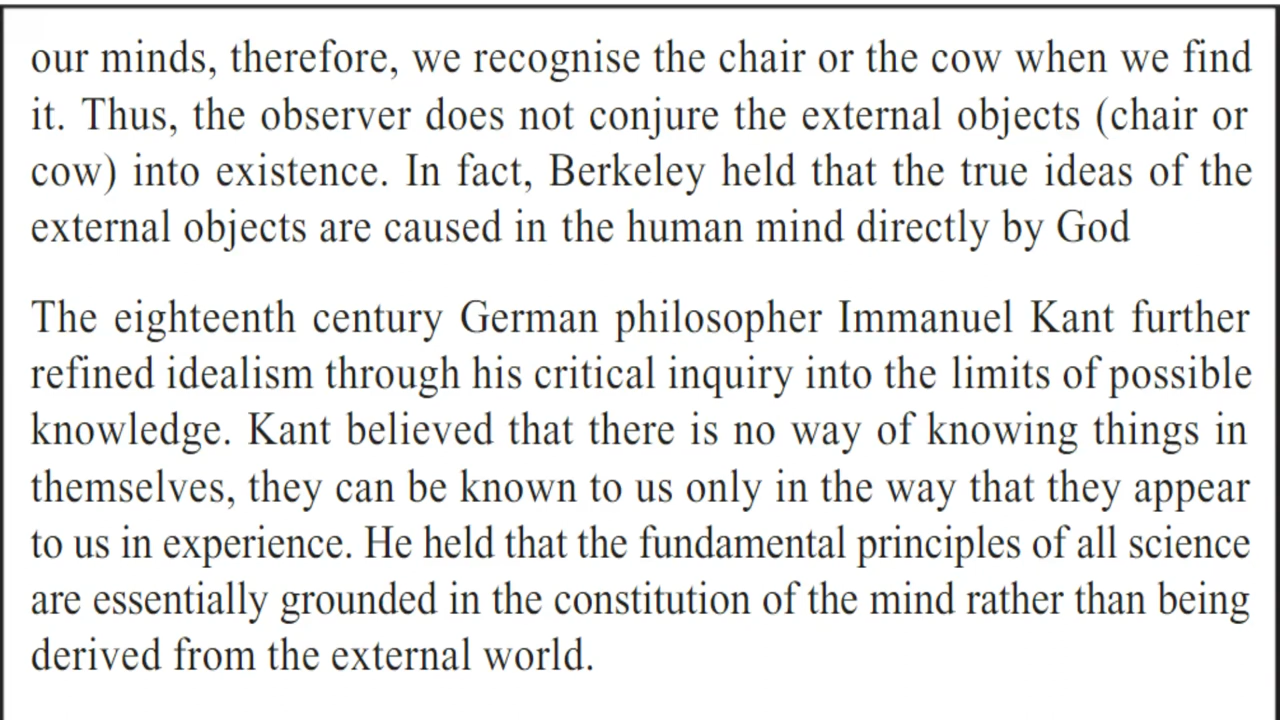 our minds, therefore, we recognise the chair or the cow when we find
it. Thus, the observer does not conjure the external objects (chair or
cow) into existence. In fact, Berkeley held that the true ideas of the
external objects are caused in the human mind directly by God
The eighteenth century German philosopher Immanuel Kant further
refined idealism through his critical inquiry into the limits of possible
knowledge. Kant believed that there is no way of knowing things in
themselves, they can be known to us only in the way that they appear
to us in experience. He held that the fundamental principles of all science
are essentially grounded in the constitution of the mind rather than being
derived from the external world.